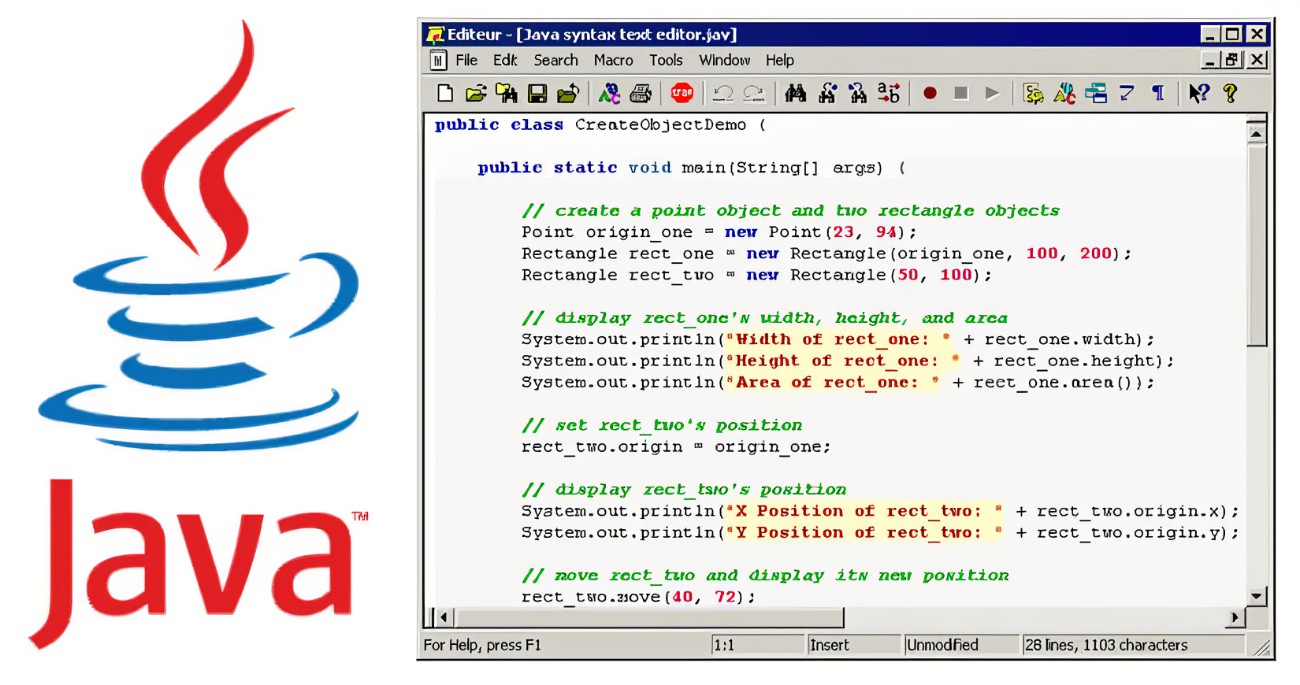 Java™
Editeur - [Java syntax text editor.jav]
File Edit Search Macro Tools Window Help
public class CreateObjectDemo (
public static void main(String[] args) (
// create a point object and two rectangle objects
Point origin_one = new Point(23, 94);
Rectangle rect_one = new Rectangle(origin_one, 100, 200);
Rectangle rect_two = new Rectangle(50, 100);
// display rect_one's width, height, and area
System.out.println("Width of rect_one: " + rect_one.width);
System.out.println("Height of rect_one: " + rect_one.height);
System.out.println("Area of rect_one: " + rect_one.area());
// set rect_two's position
rect_two.origin = origin_one;
// display rect_two's position
System.out.println("X Position of rect_two: " + rect_two.origin.x);
System.out.println("Y Position of rect_two: " + rect_two.origin.y);
// move rect_two and display its new position
rect_two.move(40, 72);
For Help, press F1 1:1 Insert Unmodified 28 lines, 1103 characters